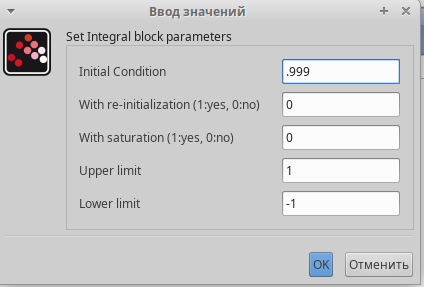 Ввод значений
Set Integral block parameters
Initial Condition .999
With re-initialization (1:yes, 0:no) 0
With saturation (1:yes, 0:no) 0
Upper limit 1
Lower limit -1
OK Отменить